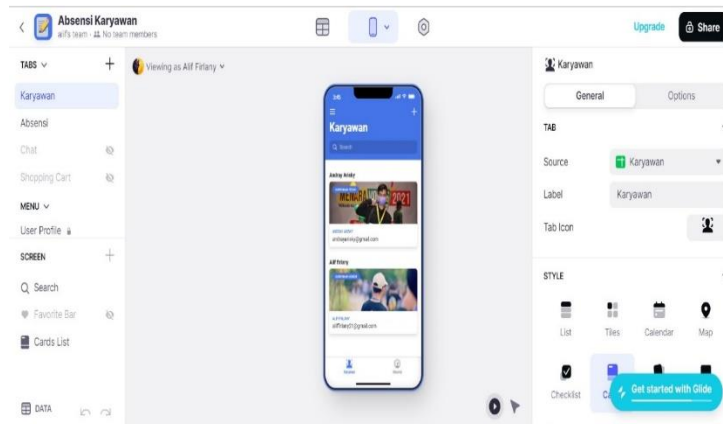 Absensi Karyawan
alifs team - No team members
Upgrade
Share
TABS
Karyawan
Absensi
Chat
Shopping Cart
MENU
User Profile
SCREEN
Search
Favorite Bar
Cards List
DATA
Viewing as Alif Firlany
Karyawan
Search
Andrey Arisky
2021
Alif Firlany
Karyawan
General
Options
TAB
Source
Karyawan
Label
Karyawan
Tab Icon
STYLE
List
Tiles
Calendar
Map
Checklist
Get started with Glide